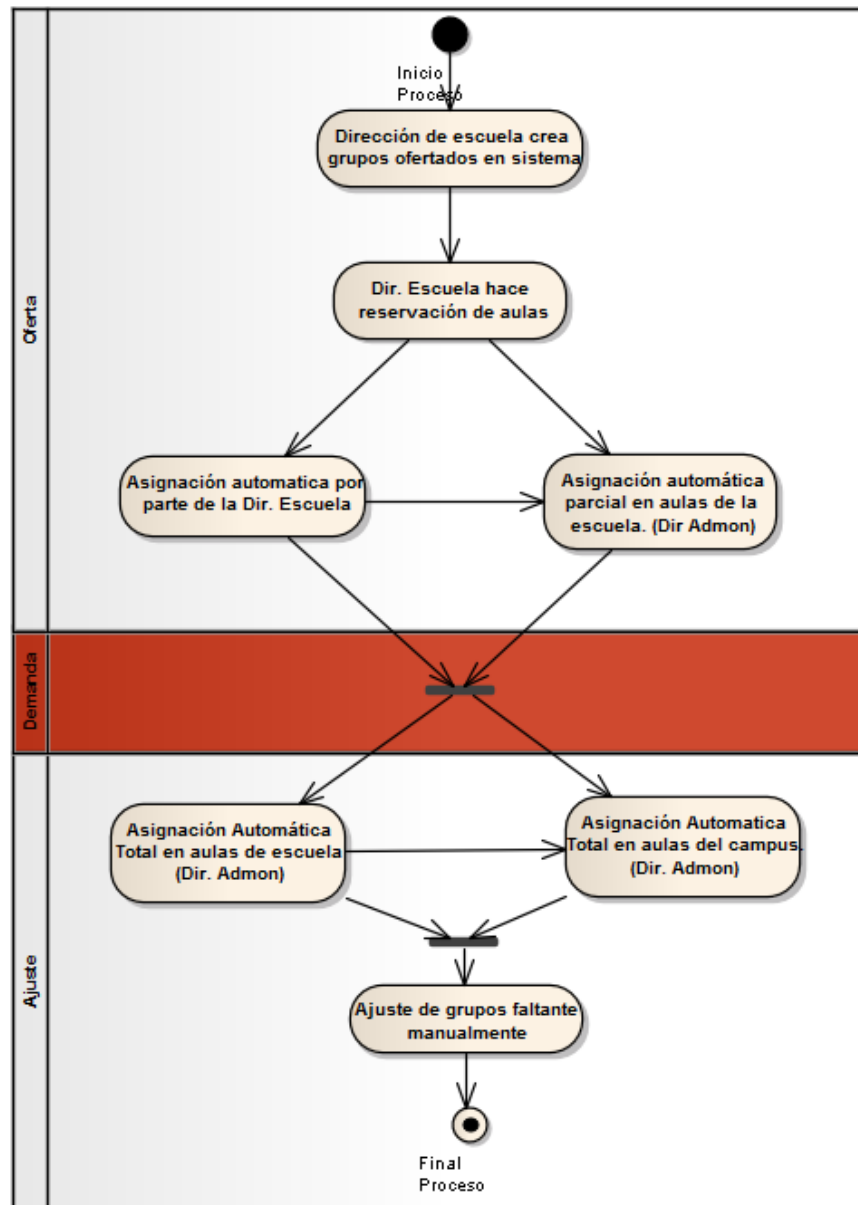 Inicio
Proceso
Dirección de escuela crea
grupos ofertados en sistema
Dir. Escuela hace
reservación de aulas
Oferta
Asignación automatica por
parte de la Dir. Escuela
Asignación automática
parcial en aulas de la
escuela. (Dir Admon)
Demanda
Asignación Automática
Total en aulas de escuela
(Dir. Admon)
Asignación Automatica
Total en aulas del campus.
(Dir. Admon)
Ajuste
Ajuste de grupos faltante
manualmente
Final
Proceso